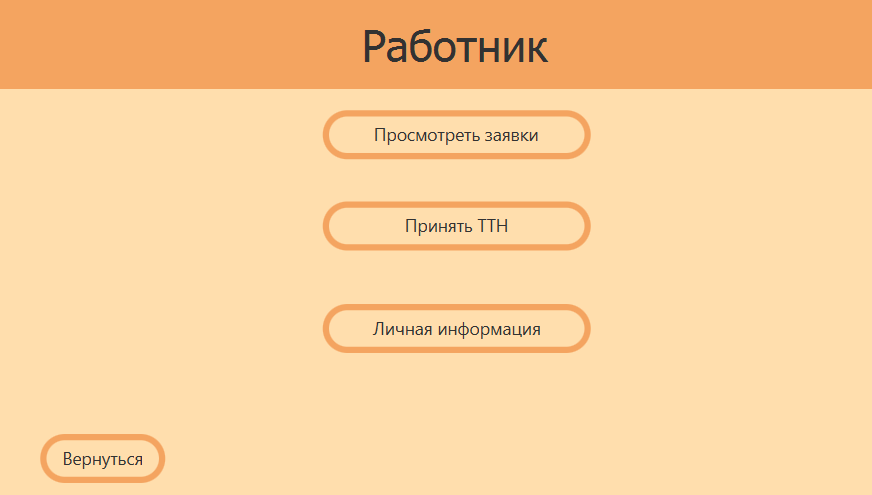 Работник
Просмотреть заявки
Принять ТТН
Личная информация
Вернуться